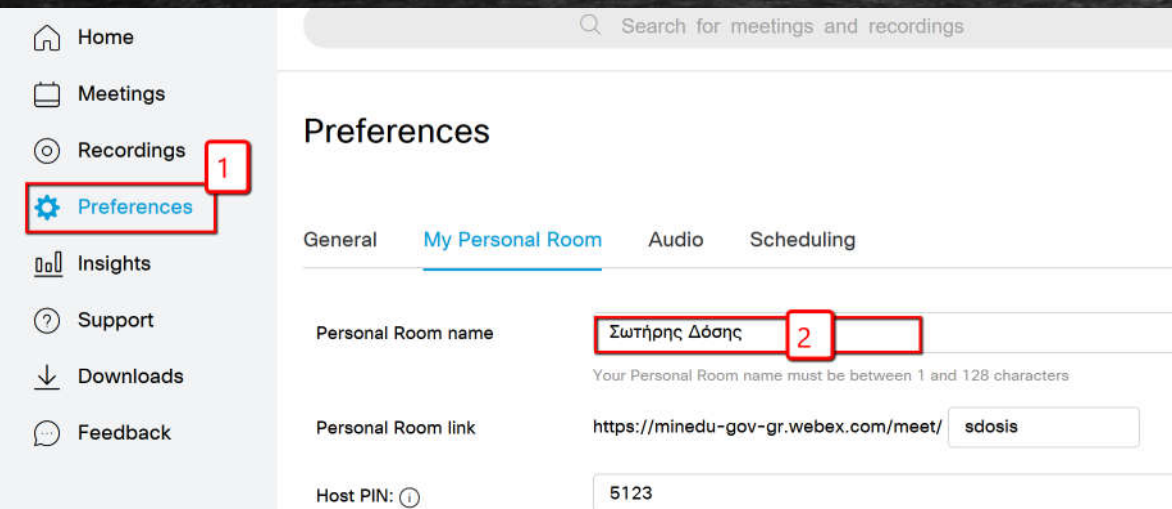 Home
Meetings
Recordings
1
Preferences
Insights
Support
Downloads
Feedback
Search for meetings and recordings
Preferences
General My Personal Room Audio Scheduling
Personal Room name Σωτήρης Δόσης 2
Your Personal Room name must be between 1 and 128 characters
Personal Room link https://minedu-gov-gr.webex.com/meet/ sdosis
Host PIN: 5123